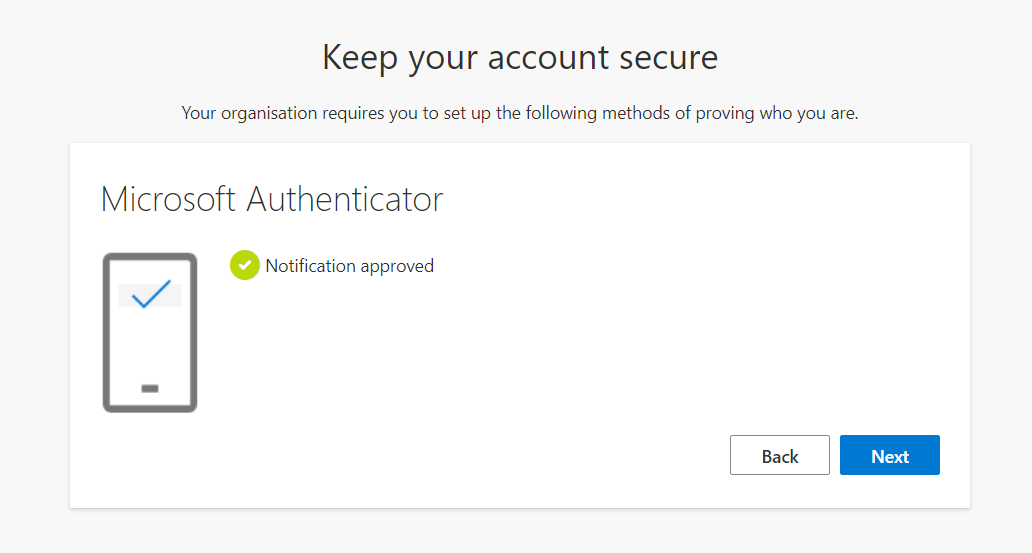 Keep your account secure
Your organisation requires you to set up the following methods of proving who you are.
Microsoft Authenticator
Notification approved
Back
Next